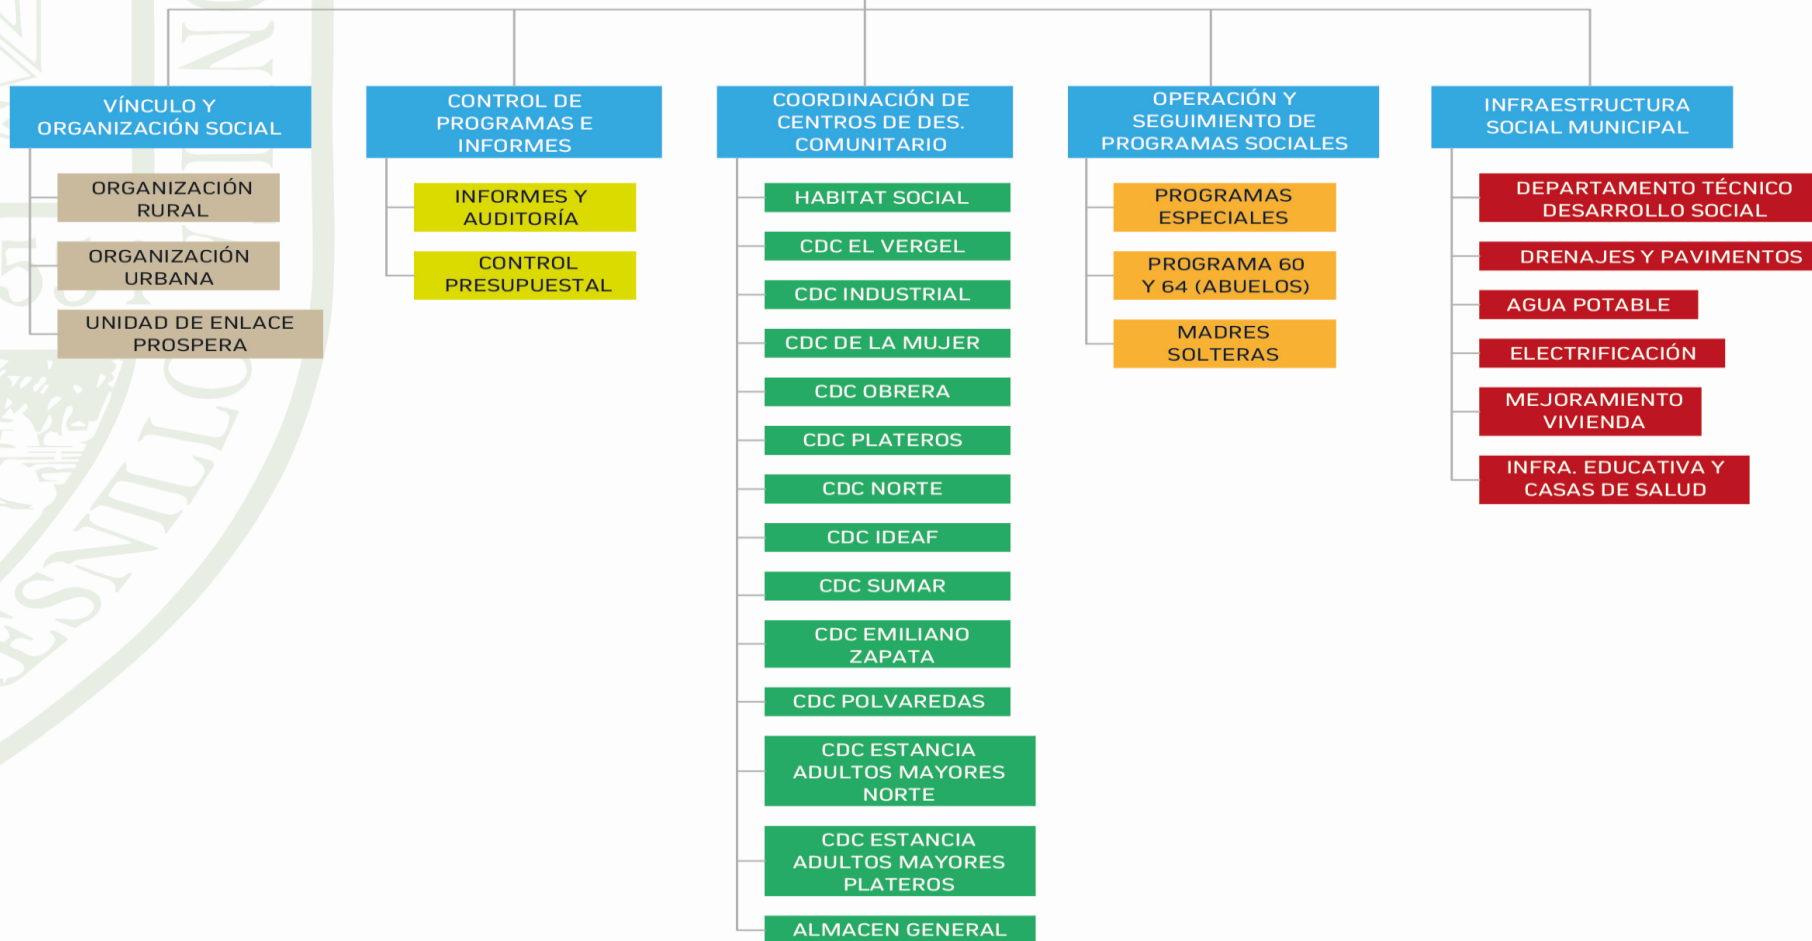 VÍNCULO Y
ORGANIZACIÓN SOCIAL
ORGANIZACIÓN
RURAL
ORGANIZACIÓN
URBANA
UNIDAD DE ENLACE
PROSPERA
CONTROL DE
PROGRAMAS E
INFORMES
INFORMES Y
AUDITORÍA
CONTROL
PRESUPUESTAL
COORDINACIÓN DE
CENTROS DE DES.
COMUNITARIO
HABITAT SOCIAL
CDC EL VERGEL
CDC INDUSTRIAL
CDC DE LA MUJER
CDC OBRERA
CDC PLATEROS
CDC NORTE
CDC IDEAF
CDC SUMAR
CDC EMILIANO
ZAPATA
CDC POLVAREDAS
CDC ESTANCIA
ADULTOS MAYORES
NORTE
CDC ESTANCIA
ADULTOS MAYORES
PLATEROS
ALMACEN GENERAL
OPERACIÓN Y
SEGUIMIENTO DE
PROGRAMAS SOCIALES
PROGRAMAS
ESPECIALES
PROGRAMA 60
Y 64 (ABUELOS)
MADRES
SOLTERAS
INFRAESTRUCTURA
SOCIAL MUNICIPAL
DEPARTAMENTO TÉCNICO
DESARROLLO SOCIAL
DRENAJES Y PAVIMENTOS
AGUA POTABLE
ELECTRIFICACIÓN
MEJORAMIENTO
VIVIENDA
INFRA. EDUCATIVA Y
CASAS DE SALUD